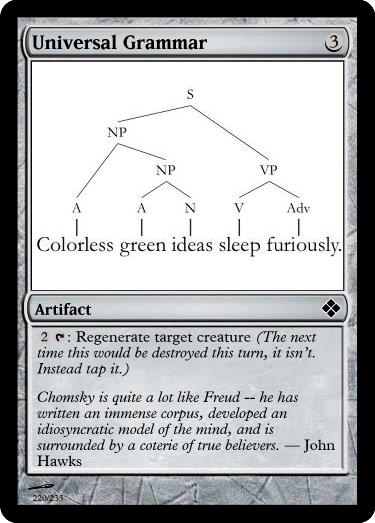 Universal Grammar 3
S
NP
NP VP
A A N V Adv
Colorless green ideas sleep furiously.
Artifact
2 : Regenerate target creature (The next
time this would be destroyed this turn, it isn't.
Instead tap it.)
Chomsky is quite a lot like Freud -- he has
written an immense corpus, developed an
idiosyncratic model of the mind, and is
surrounded by a coterie of true believers. — John
Hawks
220/233